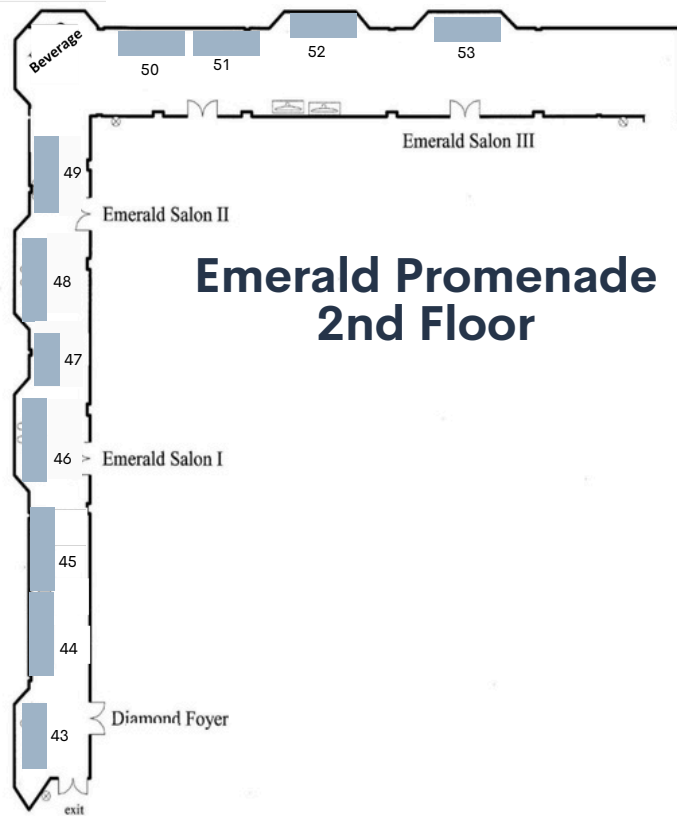 Beverage
50
51
52
53
Emerald Salon III
49
Emerald Salon II
48
Emerald Promenade
2nd Floor
47
46
Emerald Salon I
45
44
43
Diamond Foyer
exit